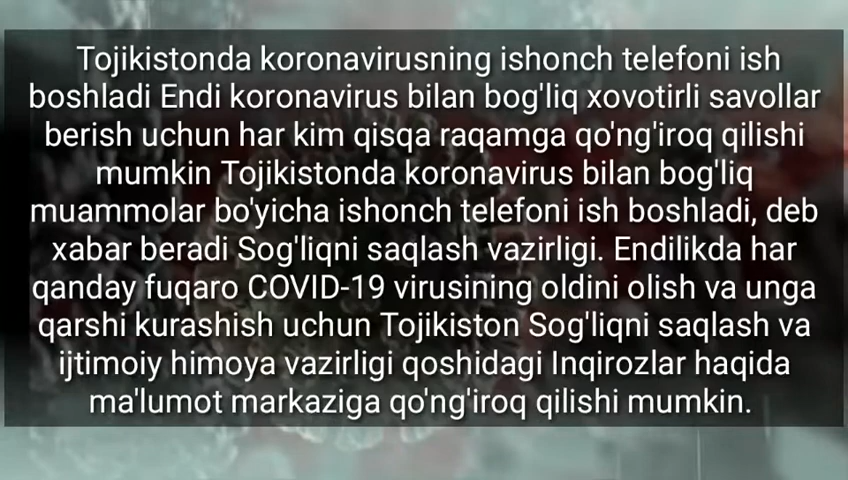 Tojikistonda koronavirusning ishonch telefoni ish
boshladi Endi koronavirus bilan bog'liq xovotirli savollar
berish uchun har kim qisqa raqamga qo'ng'iroq qilishi
mumkin Tojikistonda koronavirus bilan bog'liq
muammolar bo'yicha ishonch telefoni ish boshladi, deb
xabar beradi Sog'liqni saqlash vazirligi. Endilikda har
qanday fuqaro COVID-19 virusining oldini olish va unga
qarshi kurashish uchun Tojikiston Sog'liqni saqlash va
ijtimoiy himoya vazirligi qoshidagi Inqirozlar haqida
ma'lumot markaziga qo'ng'iroq qilishi mumkin.